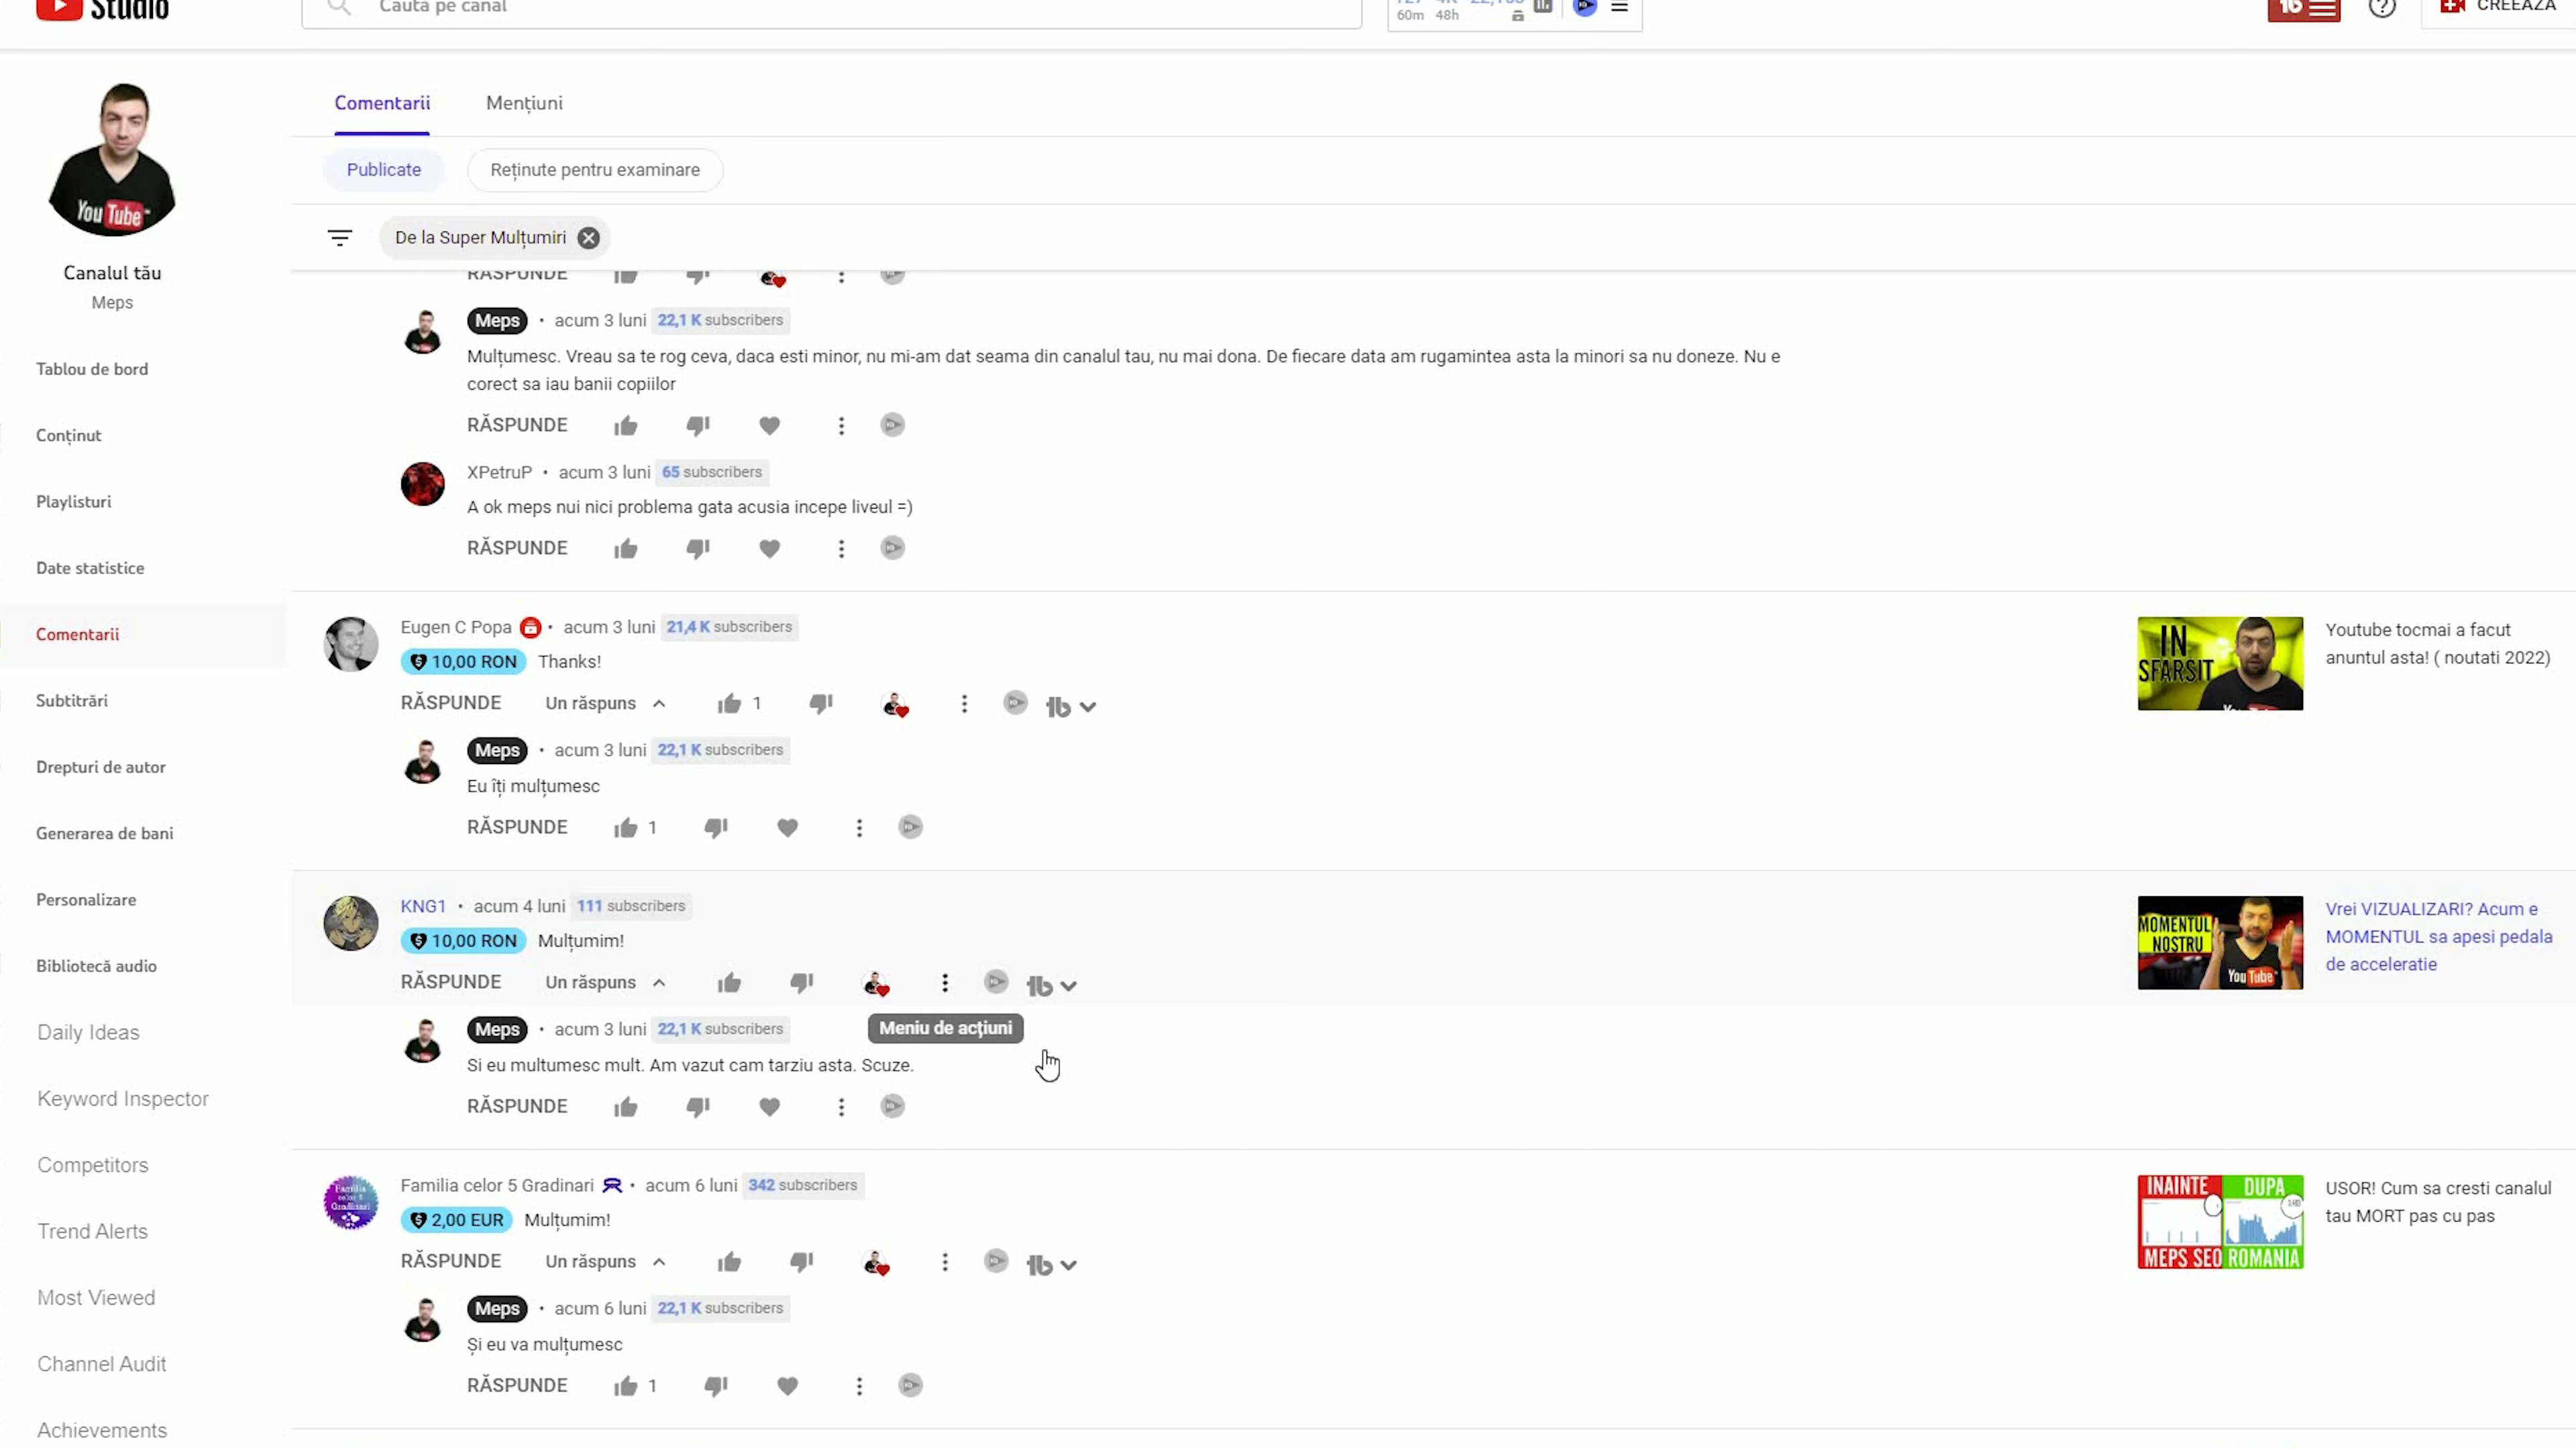 Studio
Caută pe canal
60m 48h
CREEAZĂ
You Tube
Canalul tău
Meps
Tablou de bord
Conținut
Playlisturi
Date statistice
Comentarii
Subtitrări
Drepturi de autor
Generarea de bani
Personalizare
Bibliotecă audio
Daily Ideas
Keyword Inspector
Competitors
Trend Alerts
Most Viewed
Channel Audit
Achievements
Comentarii Mențiuni
Publicate Reținute pentru examinare
De la Super Mulțumiri
RĂSPUNDE
Meps • acum 3 luni 22,1 K subscribers
Mulțumesc. Vreau sa te rog ceva, daca esti minor, nu mi-am dat seama din canalul tau, nu mai dona. De fiecare data am rugamintea asta la minori sa nu doneze. Nu e
corect sa iau banii copiilor
RĂSPUNDE
XPetruP • acum 3 luni 65 subscribers
A ok meps nui nici problema gata acusia incepe liveul =)
RĂSPUNDE
Eugen C Popa • acum 3 luni 21,4 K subscribers
10,00 RON Thanks!
RĂSPUNDE Un răspuns 1
Meps • acum 3 luni 22,1 K subscribers
Eu îți mulțumesc
RĂSPUNDE 1
IN
SFARSIT
Youtube tocmai a facut
anuntul asta! ( noutati 2022)
KNG1 • acum 4 luni 111 subscribers
10,00 RON Mulțumim!
RĂSPUNDE Un răspuns
Meniu de acțiuni
Meps • acum 3 luni 22,1 K subscribers
Si eu multumesc mult. Am vazut cam tarziu asta. Scuze.
RĂSPUNDE
MOMENTUL
NOSTRU
You Tube
Vrei VIZUALIZARI? Acum e
MOMENTUL sa apesi pedala
de acceleratie
Familia celor 5 Gradinari • acum 6 luni 342 subscribers
2,00 EUR Mulțumim!
RĂSPUNDE Un răspuns
Meps • acum 6 luni 22,1 K subscribers
Și eu va mulțumesc
RĂSPUNDE 1
INAINTE DUPA
MEPS SEO ROMANIA
USOR! Cum sa cresti canalul
tau MORT pas cu pas